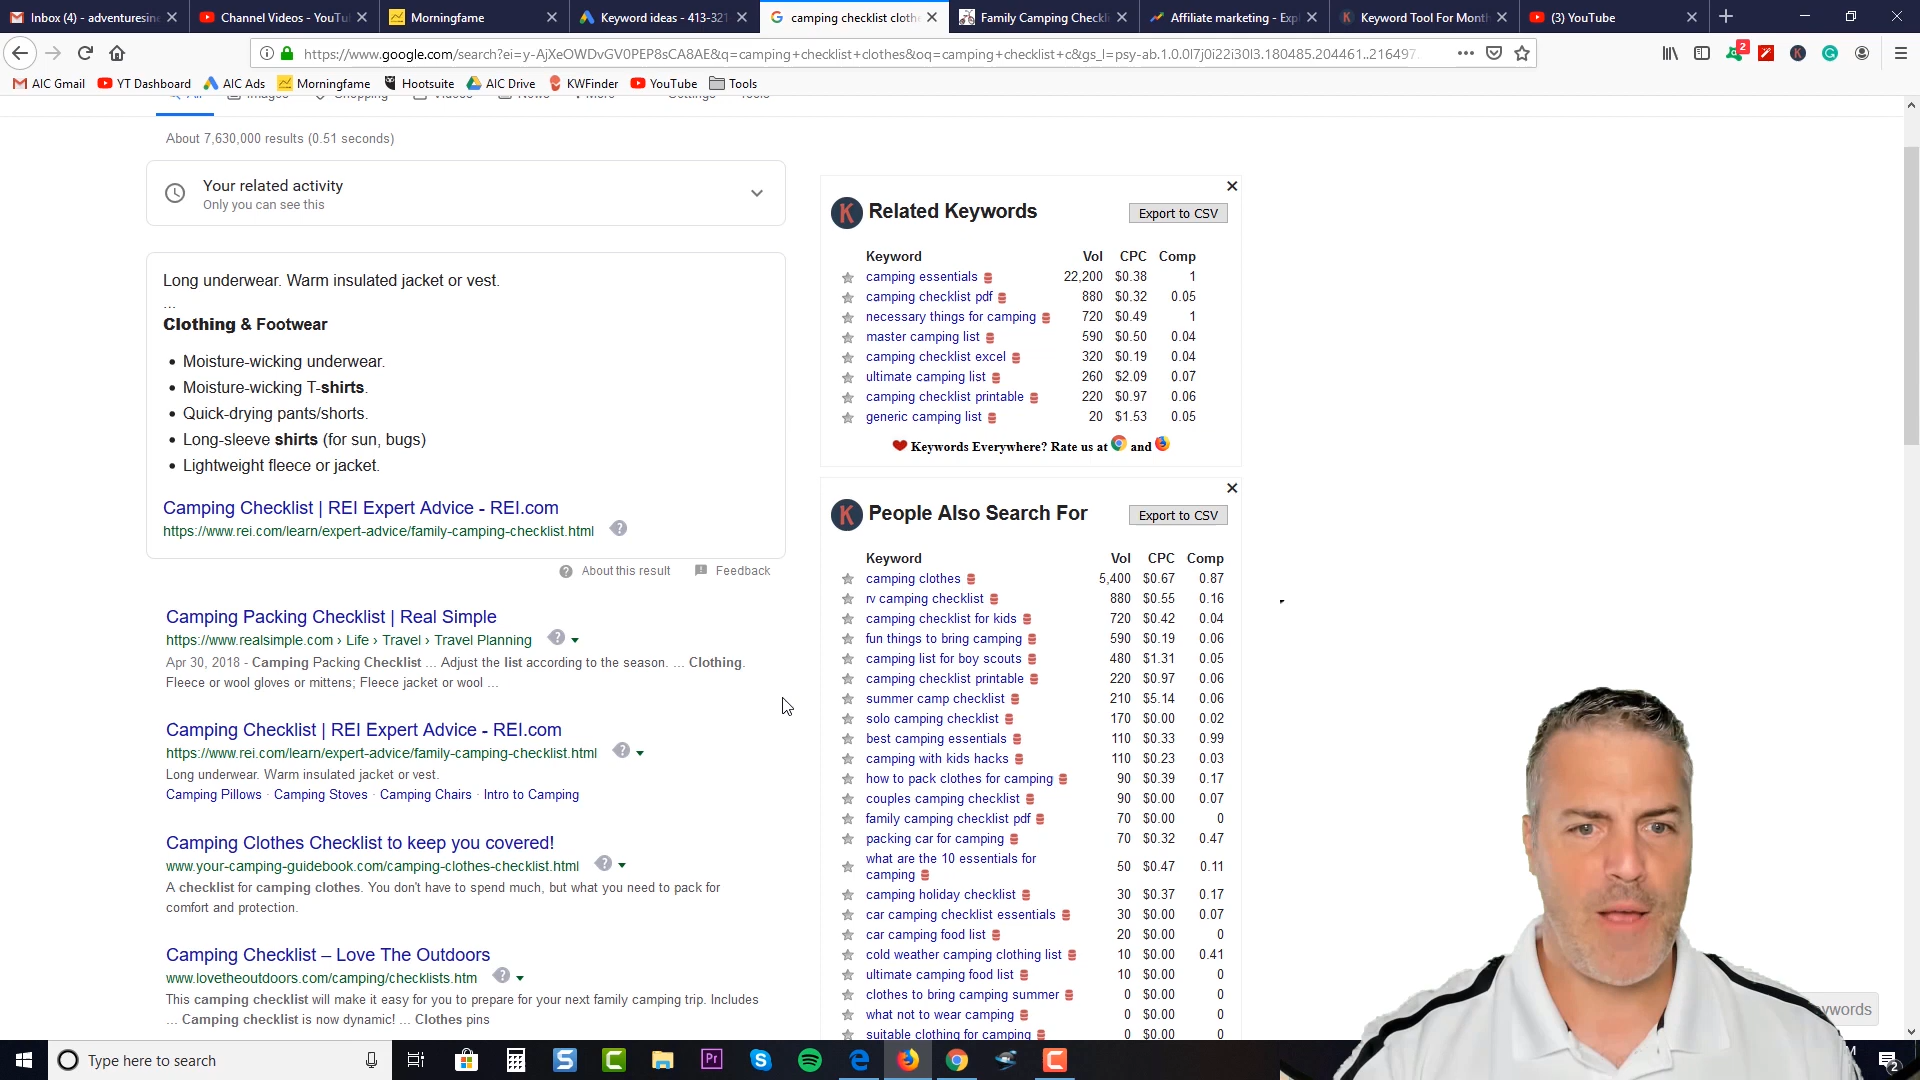 Inbox (4) - adventuresin
Channel Videos - YouTu
Morningfame
Keyword ideas - 413-321
camping checklist cloth
Family Camping Checkli
Affiliate marketing - Expl
Keyword Tool For Month
(3) YouTube
https://www.google.com/search?ei=y-AjXeOWDvGV0PEP8sCA8AE&q=camping+checklist+clothes&oq=camping+checklist+c&gs_l=psy-ab.1.0.0l7j0i22i30l3.180485.204461..216497.
2
AIC Gmail
YT Dashboard
AIC Ads
Morningfame
Hootsuite
AIC Drive
KWFinder
YouTube
Tools
All Images Shopping Videos News More Settings Tools
About 7,630,000 results (0.51 seconds)
Your related activity
Only you can see this
Long underwear. Warm insulated jacket or vest.
...
Clothing & Footwear
• Moisture-wicking underwear.
• Moisture-wicking T-shirts.
• Quick-drying pants/shorts.
• Long-sleeve shirts (for sun, bugs)
• Lightweight fleece or jacket.
Camping Checklist | REI Expert Advice - REI.com
https://www.rei.com/learn/expert-advice/family-camping-checklist.html
About this result Feedback
Camping Packing Checklist | Real Simple
https://www.realsimple.com › Life › Travel › Travel Planning
Apr 30, 2018 - Camping Packing Checklist ... Adjust the list according to the season. ... Clothing.
Fleece or wool gloves or mittens; Fleece jacket or wool ...
Camping Checklist | REI Expert Advice - REI.com
https://www.rei.com/learn/expert-advice/family-camping-checklist.html
Long underwear. Warm insulated jacket or vest.
Camping Pillows · Camping Stoves · Camping Chairs · Intro to Camping
Camping Clothes Checklist to keep you covered!
www.your-camping-guidebook.com/camping-clothes-checklist.html
A checklist for camping clothes. You don't have to spend much, but what you need to pack for
comfort and protection.
Camping Checklist – Love The Outdoors
www.lovetheoutdoors.com/camping/checklists.htm
This camping checklist will make it easy for you to prepare for your next family camping trip. Includes
... Camping checklist is now dynamic! ... Clothes pins
K Related Keywords Export to CSV
Keyword Vol CPC Comp
camping essentials 22,200 $0.38 1
camping checklist pdf 880 $0.32 0.05
necessary things for camping 720 $0.49 1
master camping list 590 $0.50 0.04
camping checklist excel 320 $0.19 0.04
ultimate camping list 260 $2.09 0.07
camping checklist printable 220 $0.97 0.06
generic camping list 20 $1.53 0.05
Keywords Everywhere? Rate us at and
K People Also Search For Export to CSV
Keyword Vol CPC Comp
camping clothes 5,400 $0.67 0.87
rv camping checklist 880 $0.55 0.16
camping checklist for kids 720 $0.42 0.04
fun things to bring camping 590 $0.19 0.06
camping list for boy scouts 480 $1.31 0.05
camping checklist printable 220 $0.97 0.06
summer camp checklist 210 $5.14 0.06
solo camping checklist 170 $0.00 0.02
best camping essentials 110 $0.33 0.99
camping with kids hacks 110 $0.23 0.03
how to pack clothes for camping 90 $0.39 0.17
couples camping checklist 90 $0.00 0.07
family camping checklist pdf 70 $0.00 0
packing car for camping 70 $0.32 0.47
what are the 10 essentials for
camping 50 $0.47 0.11
camping holiday checklist 30 $0.37 0.17
car camping checklist essentials 30 $0.00 0.07
car camping food list 20 $0.00 0
cold weather camping clothing list 10 $0.00 0.41
ultimate camping food list 10 $0.00 0
clothes to bring camping summer 0 $0.00 0
what not to wear camping 0 $0.00 0
suitable clothing for camping 0 $0.00 0
ywords
Type here to search
M
2